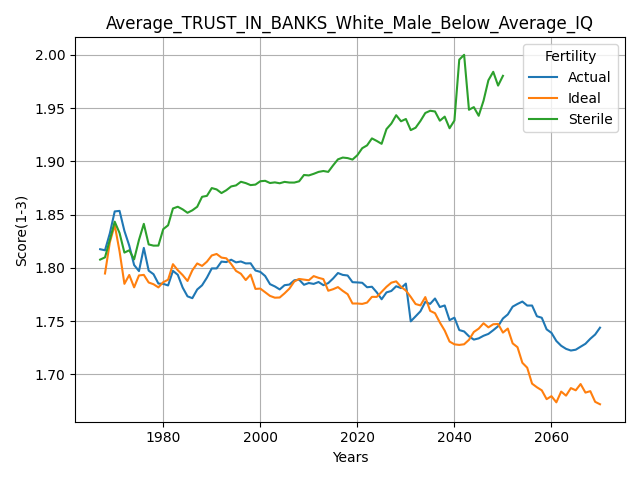 Average_TRUST_IN_BANKS_White_Male_Below_Average_IQ
Fertility
Actual
Ideal
Sterile
Score(1-3)
2.00
1.95
1.90
1.85
1.80
1.75
1.70
1980 2000 2020 2040 2060
Years